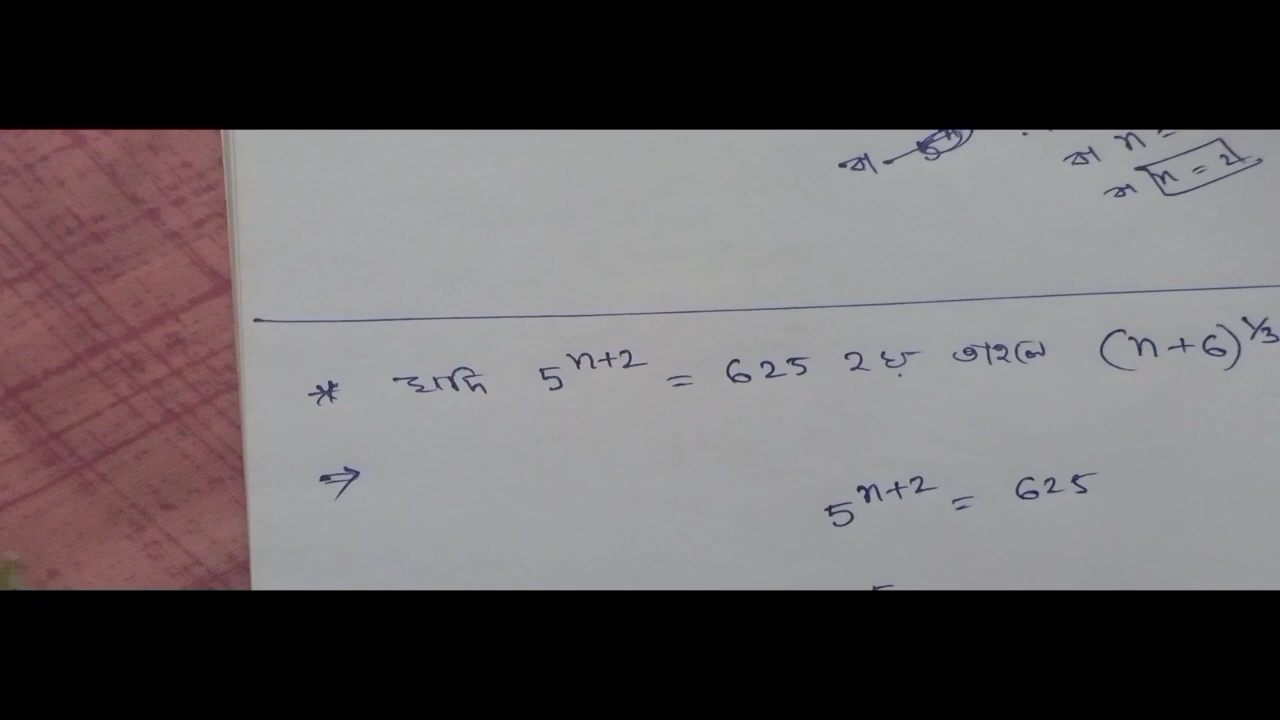 বা n =
বা n = 2
* যদি 5^{n+2} = 625 হয় তাহলে (n+6)^{1/3}
⇒
5^{n+2} = 625